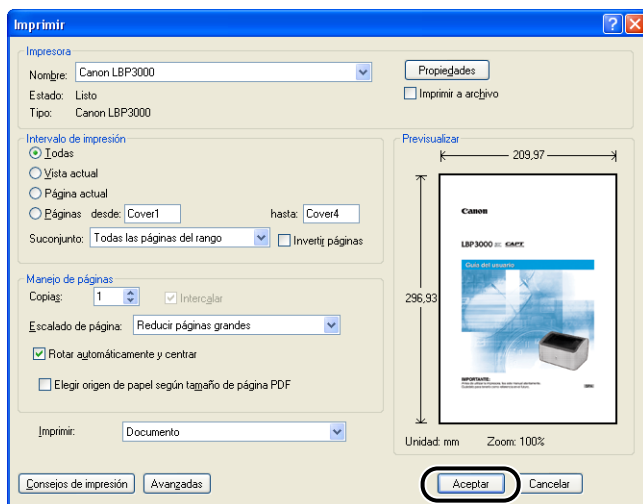 Imprimir
Impresora
Nombre: Canon LBP3000
Propiedades
Estado: Listo
Imprimir a archivo
Tipo: Canon LBP3000
Intervalo de impresión
Todas
Vista actual
Página actual
Páginas desde: Cover1 hasta: Cover4
Suconjunto: Todas las páginas del rango Invertir páginas
Manejo de páginas
Copias: 1 Intercalar
Escalado de página: Reducir páginas grandes
Rotar automáticamente y centrar
Elegir origen de papel según tamaño de página PDF
Imprimir: Documento
Previsualizar
209,97
296,93
Canon
LBP3000 CAPT
Guía del usuario
IMPORTANTE:
Unidad: mm Zoom: 100%
Consejos de impresión Avanzadas Aceptar Cancelar